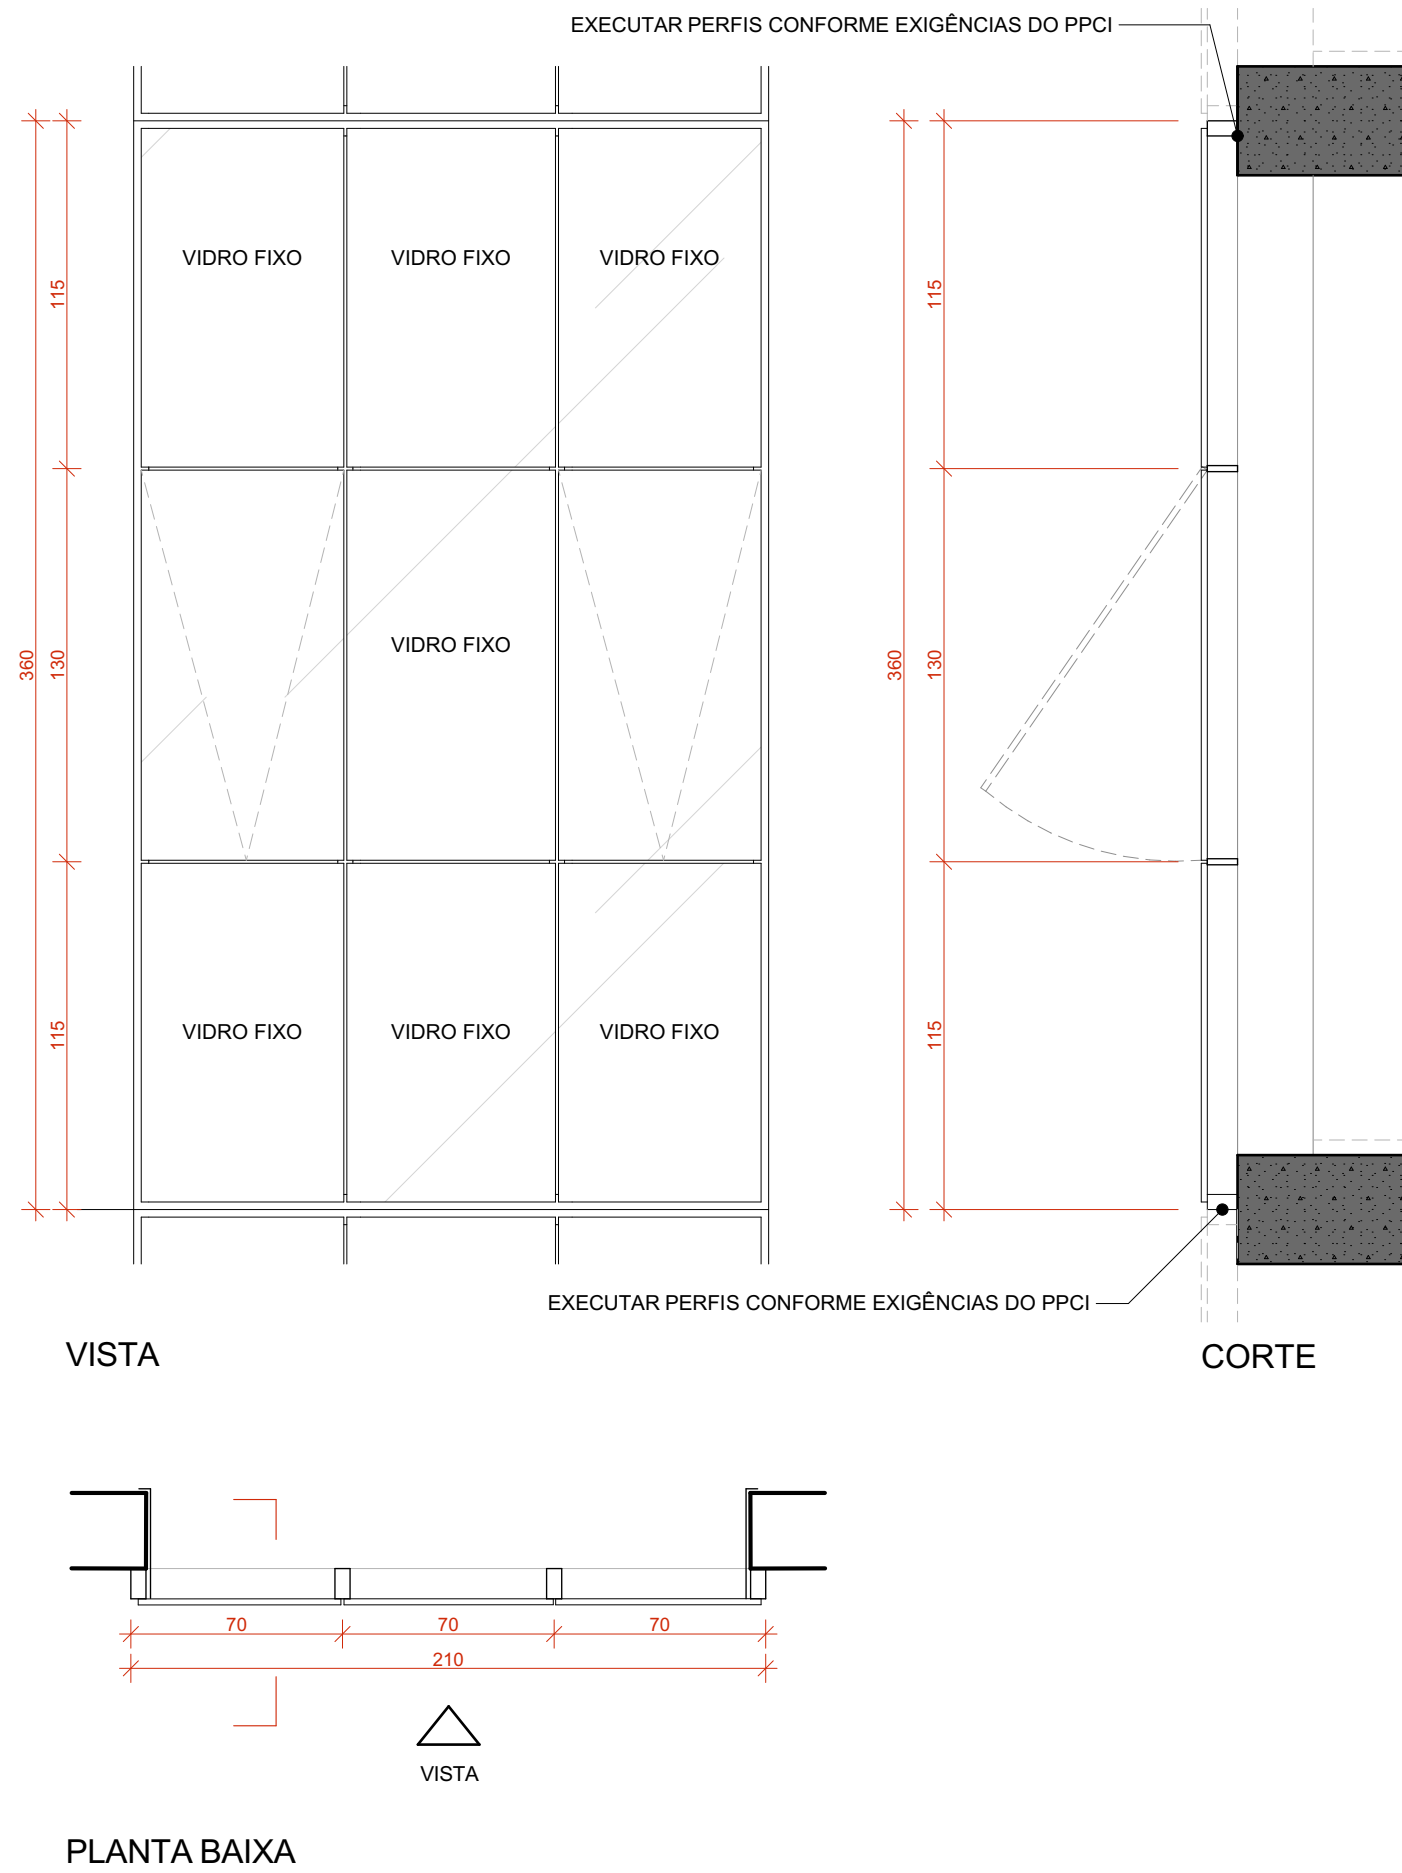 EXECUTAR PERFIS CONFORME EXIGÊNCIAS DO PPCI
VIDRO FIXO VIDRO FIXO VIDRO FIXO
115
115
360
130
VIDRO FIXO
360
130
115
VIDRO FIXO VIDRO FIXO VIDRO FIXO
115
EXECUTAR PERFIS CONFORME EXIGÊNCIAS DO PPCI
VISTA
CORTE
70 70 70
210
VISTA
PLANTA BAIXA